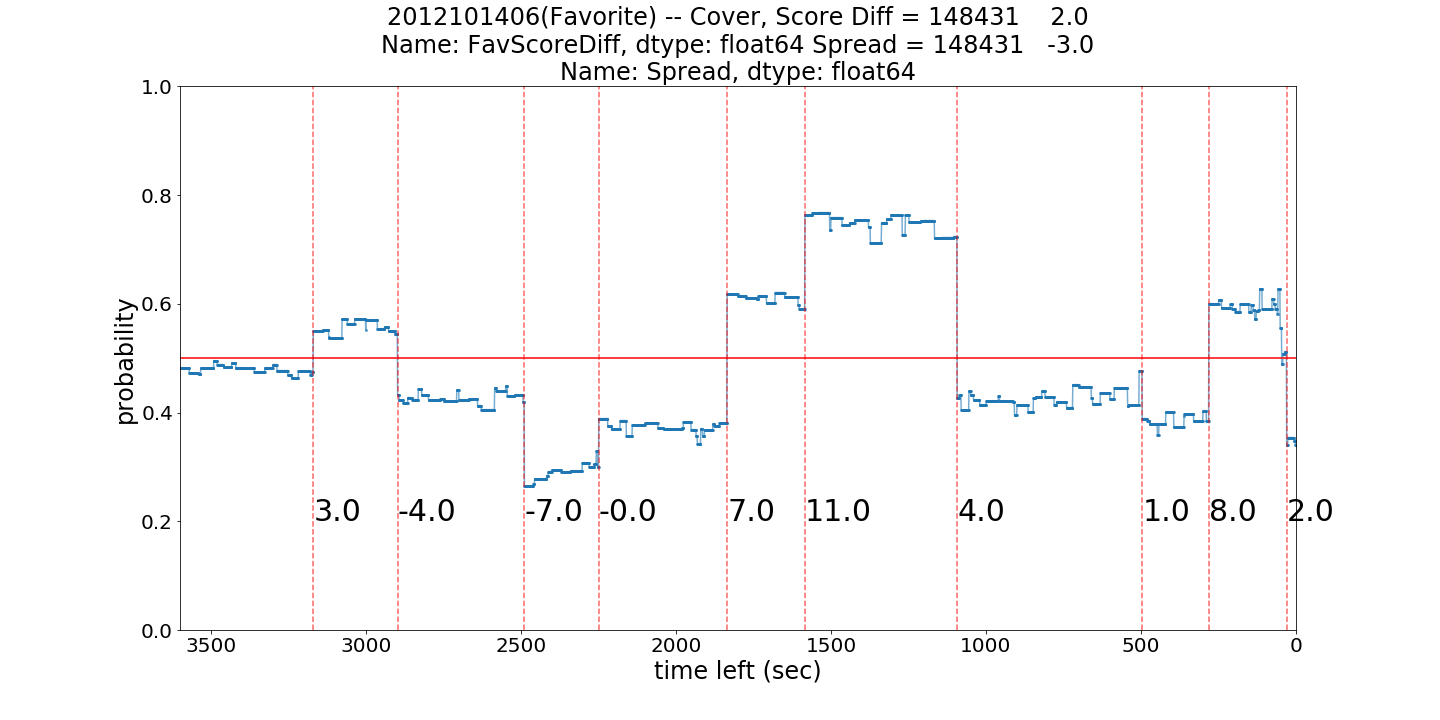 2012101406(Favorite) -- Cover, Score Diff = 148431    2.0
Name: FavScoreDiff, dtype: float64 Spread = 148431   -3.0
Name: Spread, dtype: float64
1.0
0.8
0.6
0.4
0.2
0.0
probability
3.0 -4.0 -7.0 -0.0 7.0 11.0 4.0 1.0 8.0 2.0
3500 3000 2500 2000 1500 1000 500 0
time left (sec)